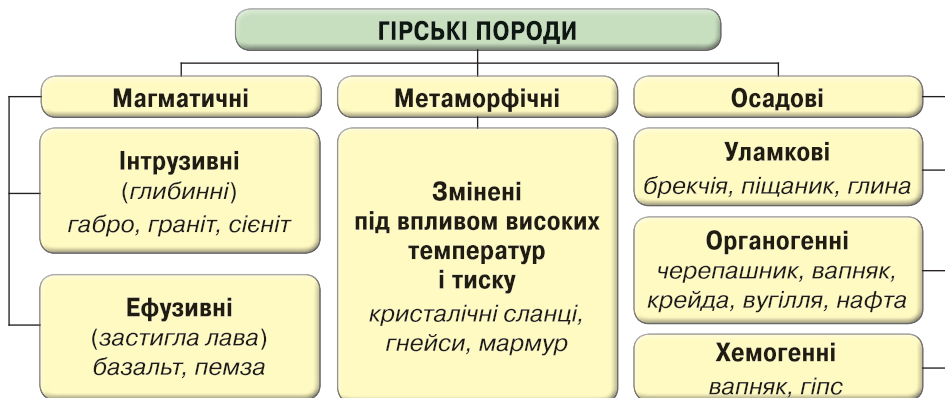 ГІРСЬКІ ПОРОДИ
Магматичні
Інтрузивні
(глибинні)
габро, граніт, сієніт
Ефузивні
(застигла лава)
базальт, пемза
Метаморфічні
Змінені
під впливом високих
температур
і тиску
кристалічні сланці,
гнейси, мармур
Осадові
Уламкові
брекчія, піщаник, глина
Органогенні
черепашник, вапняк,
крейда, вугілля, нафта
Хемогенні
вапняк, гіпс